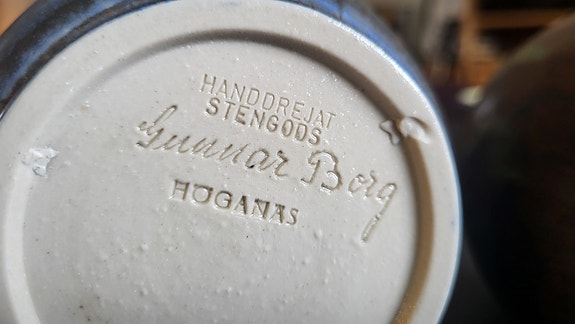 HANDDREJAT
STENGODS
Gunnar Borg
HÖGANÄS